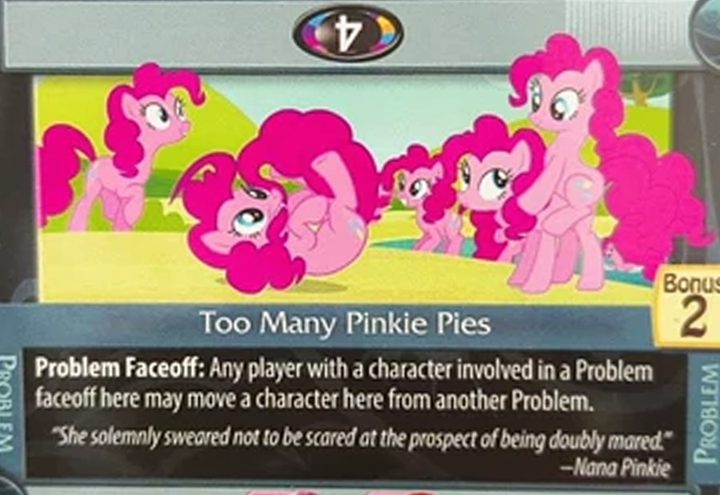 4
Bonus
2
Too Many Pinkie Pies
PROBLEM
Problem Faceoff: Any player with a character involved in a Problem
faceoff here may move a character here from another Problem.
"She solemnly sweared not to be scared at the prospect of being doubly mared."
—Nana Pinkie
PROBLEM